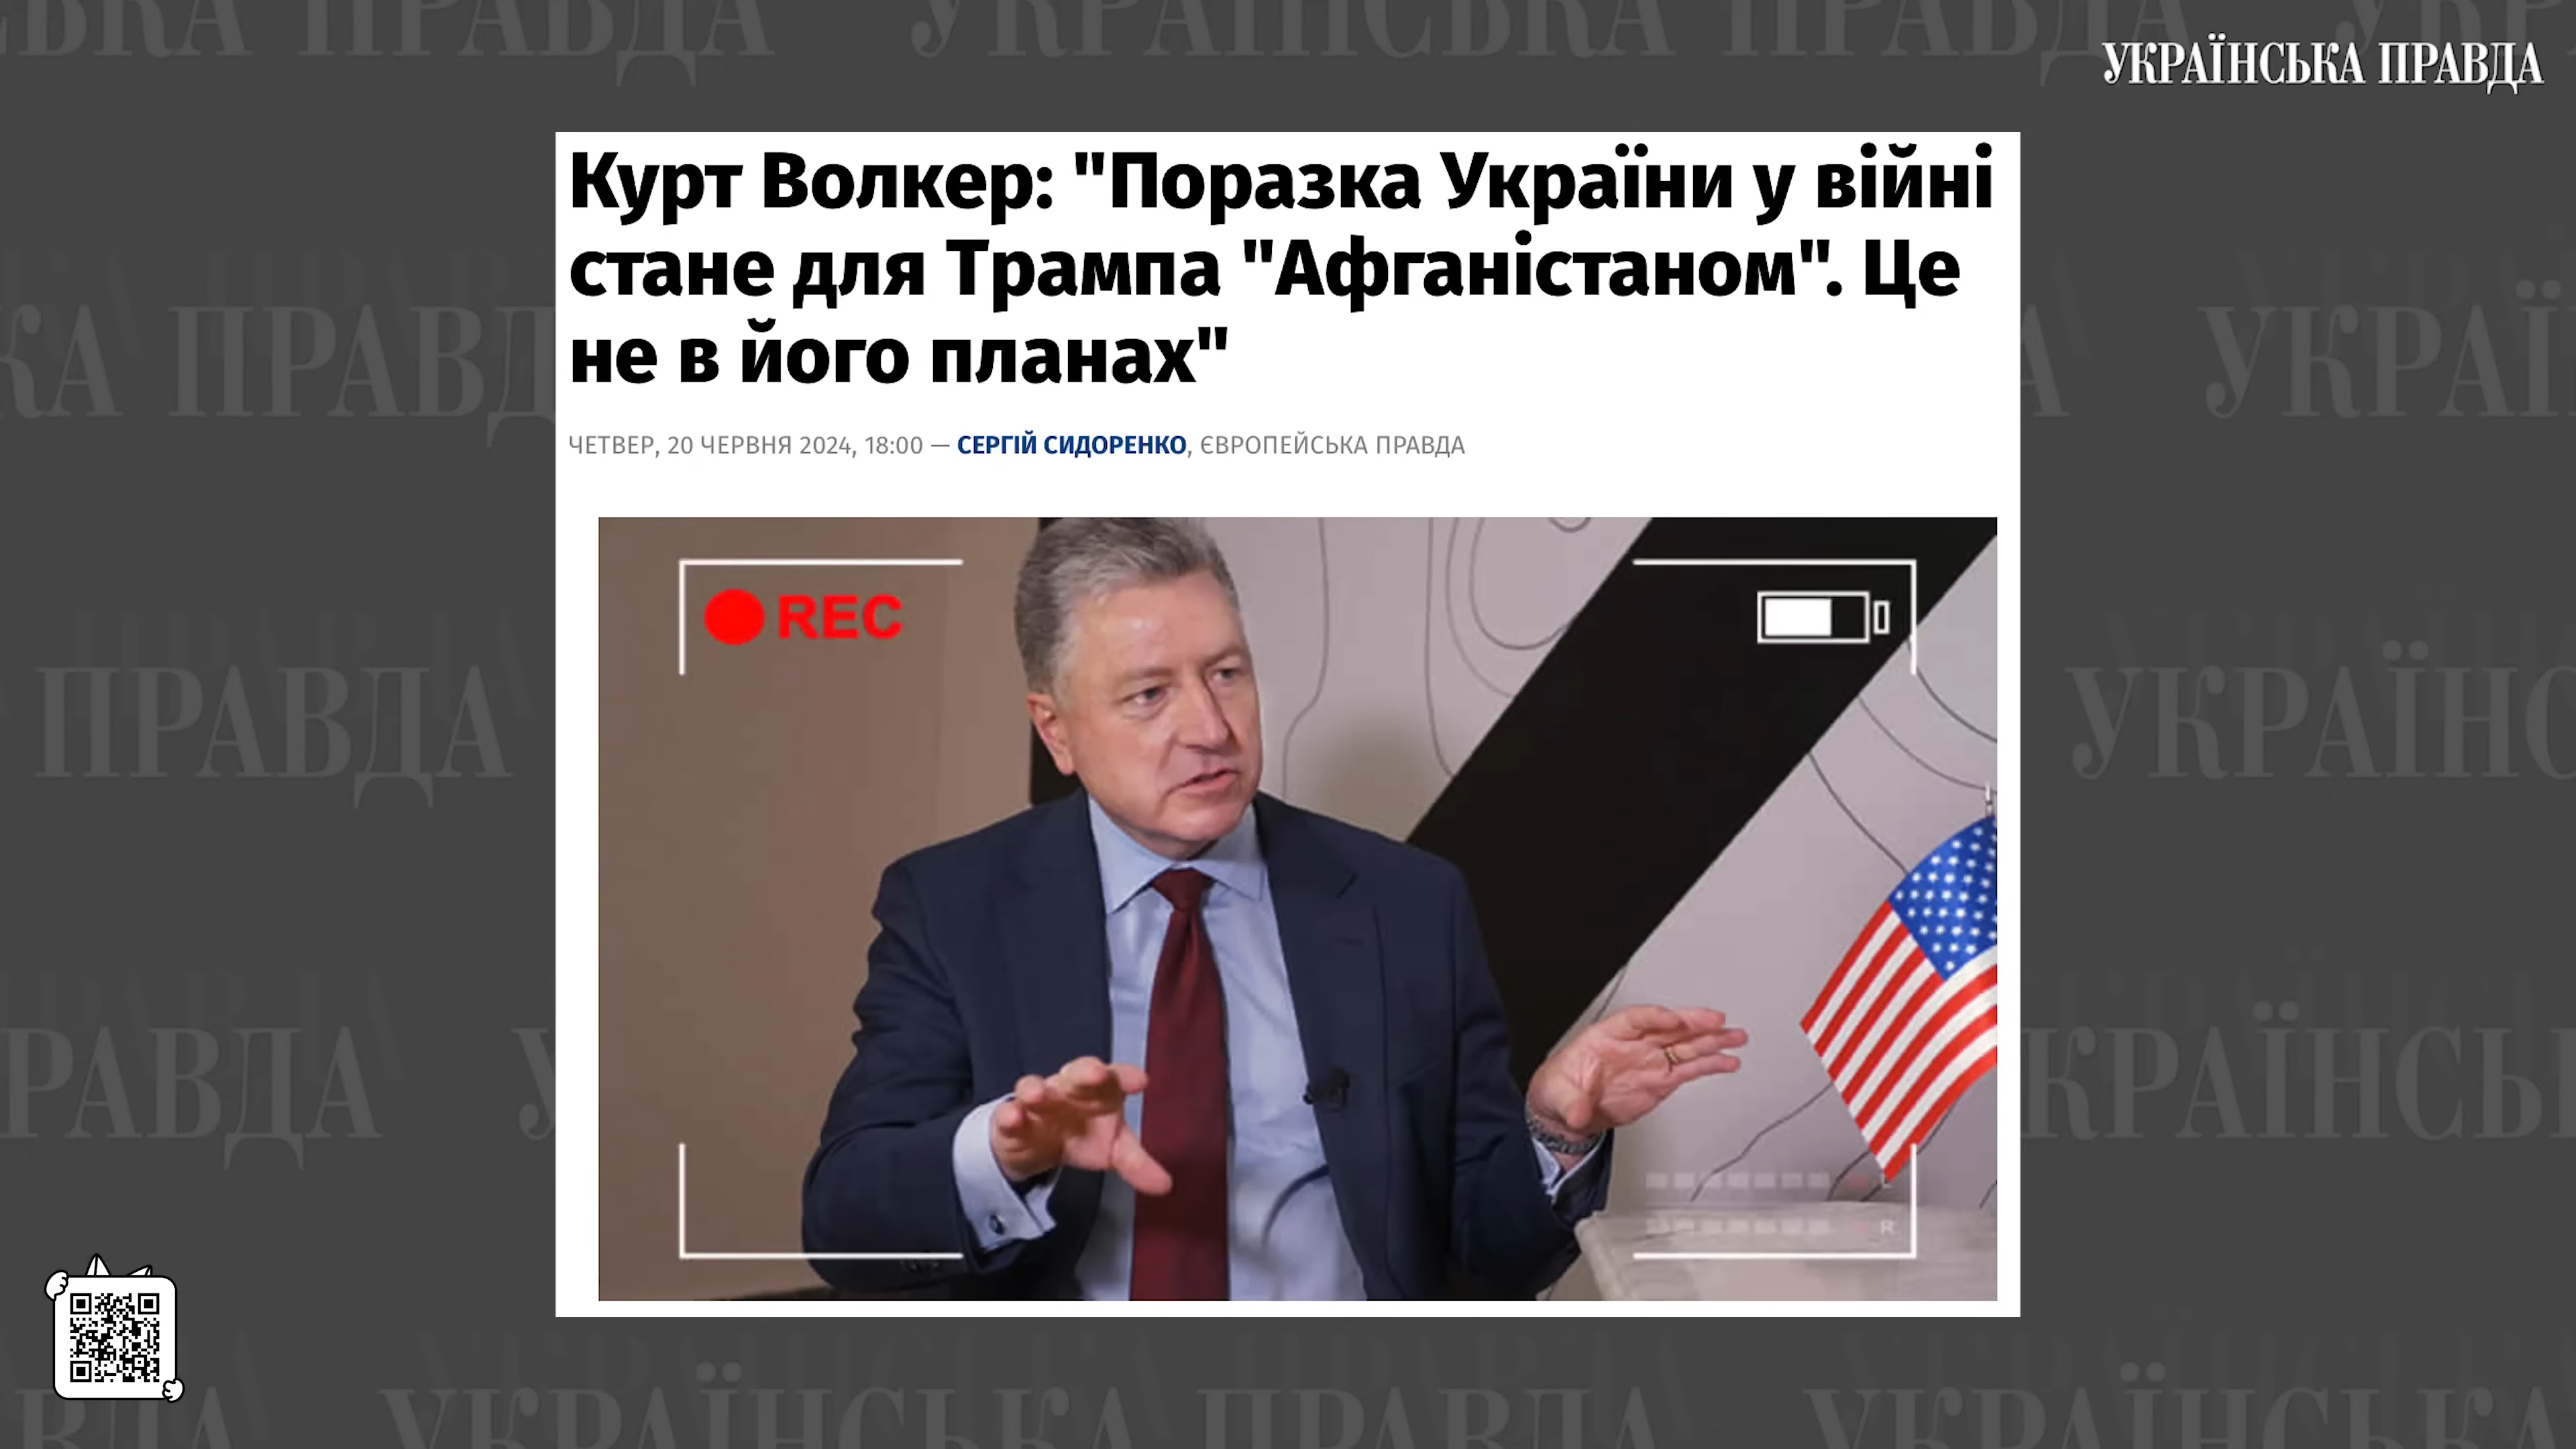 УКРАЇНСЬКА ПРАВДА
Курт Волкер: "Поразка України у війні
стане для Трампа "Афганістаном". Це
не в його планах"
ЧЕТВЕР, 20 ЧЕРВНЯ 2024, 18:00 — СЕРГІЙ СИДОРЕНКО, ЄВРОПЕЙСЬКА ПРАВДА
REC
L
R